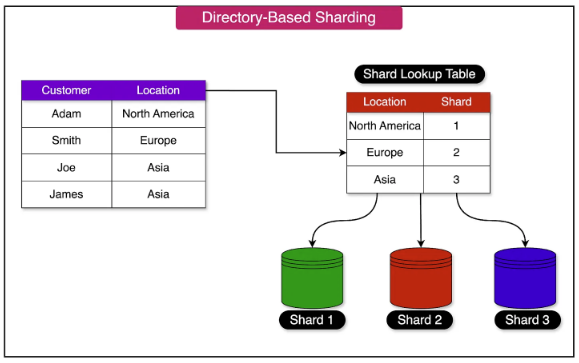 Directory-Based Sharding
Customer Location
Adam North America
Smith Europe
Joe Asia
James Asia
Shard Lookup Table
Location Shard
North America 1
Europe 2
Asia 3
Shard 1 Shard 2 Shard 3